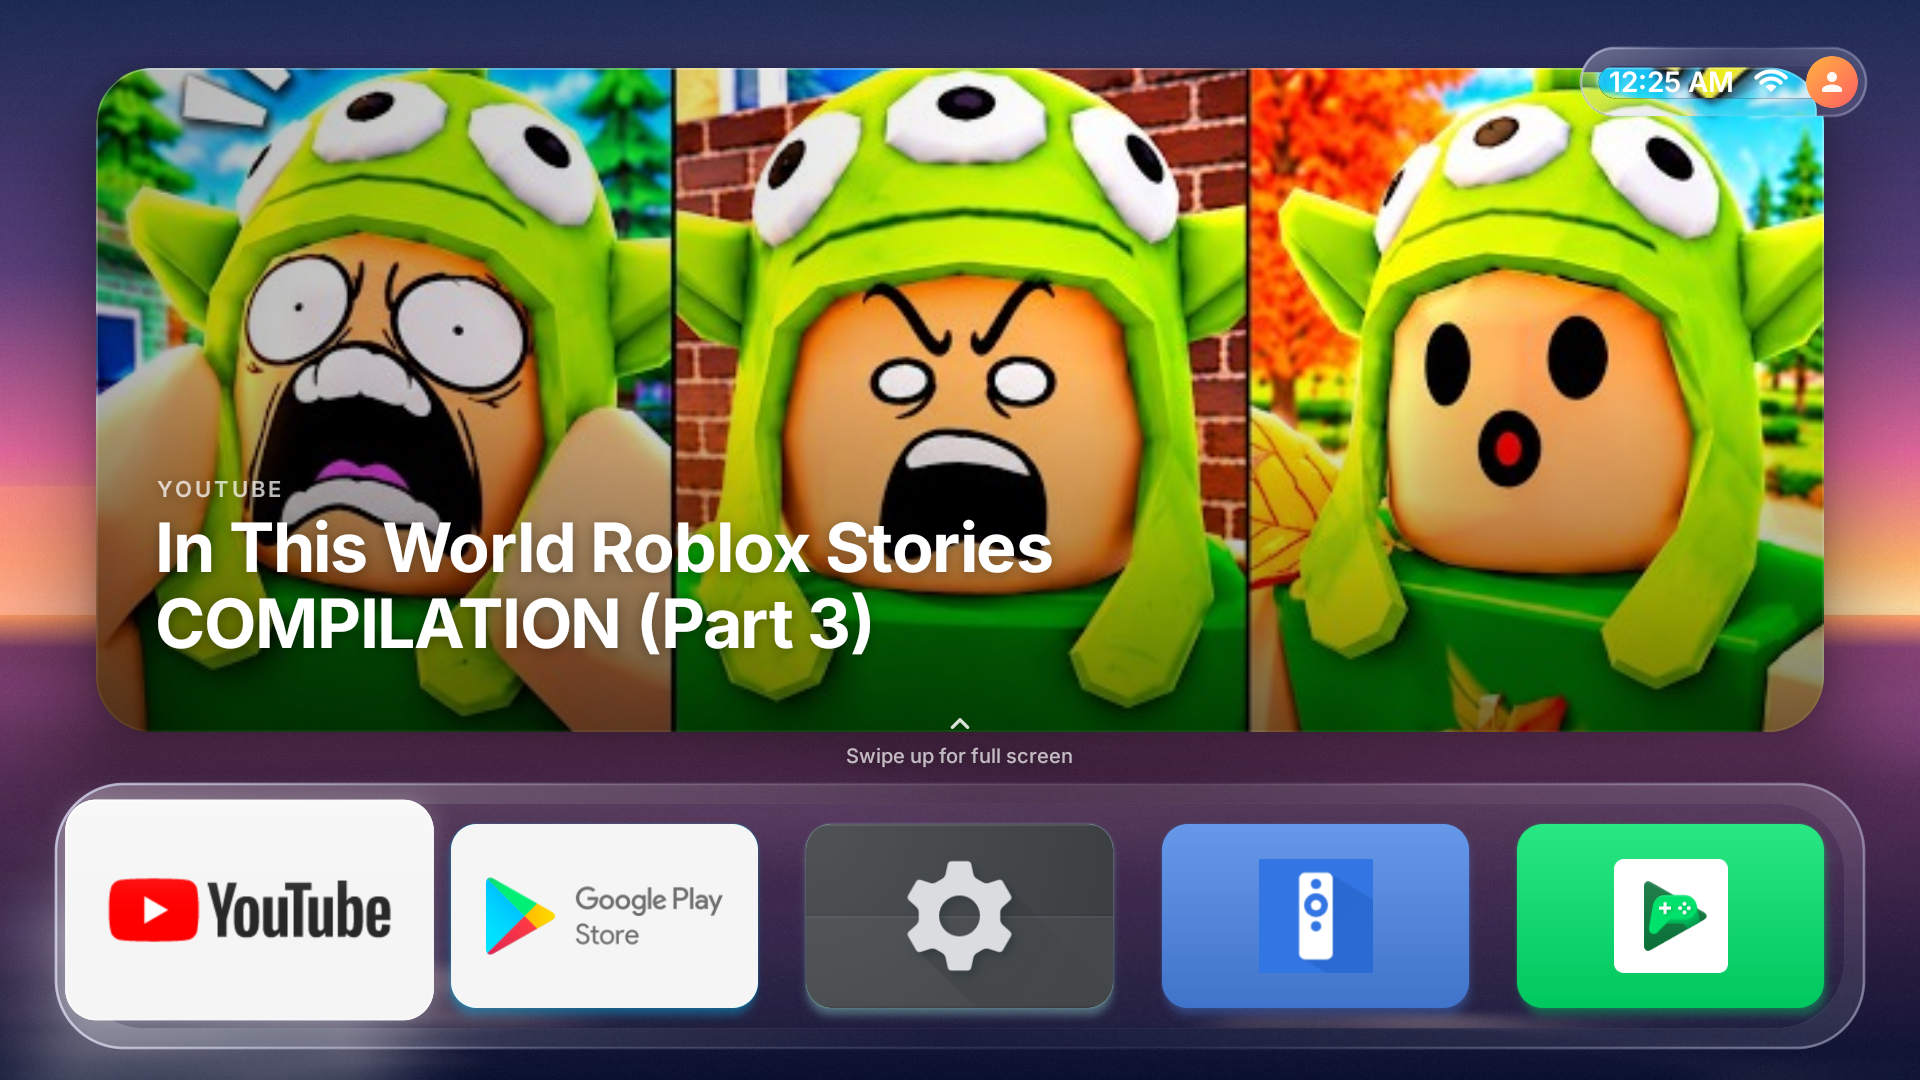 12:25 AM
YOUTUBE
In This World Roblox Stories
COMPILATION (Part 3)
Swipe up for full screen
YouTube
Google Play
Store